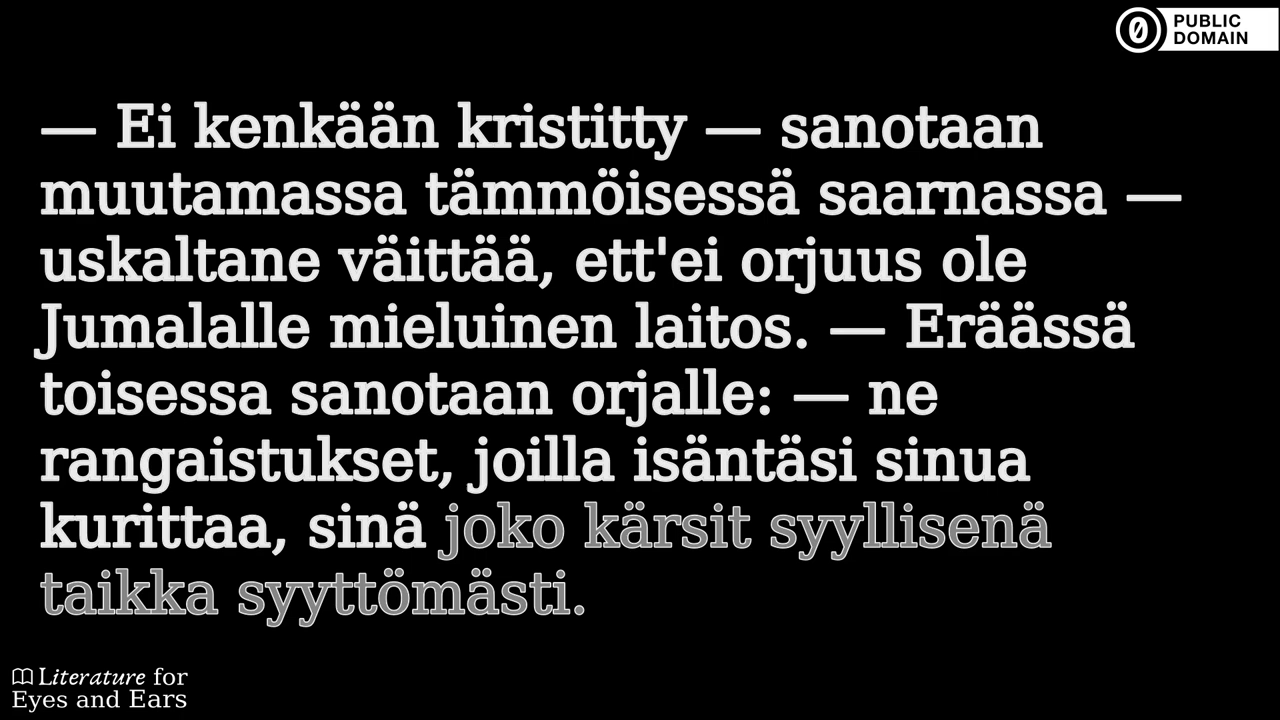 PUBLIC
DOMAIN
— Ei kenkään kristitty — sanotaan
muutamassa tämmöisessä saarnassa —
uskaltane väittää, ett'ei orjuus ole
Jumalalle mieluinen laitos. — Eräässä
toisessa sanotaan orjalle: — ne
rangaistukset, joilla isäntäsi sinua
kurittaa, sinä joko kärsit syyllisenä
taikka syyttömästi.
Literature for
Eyes and Ears